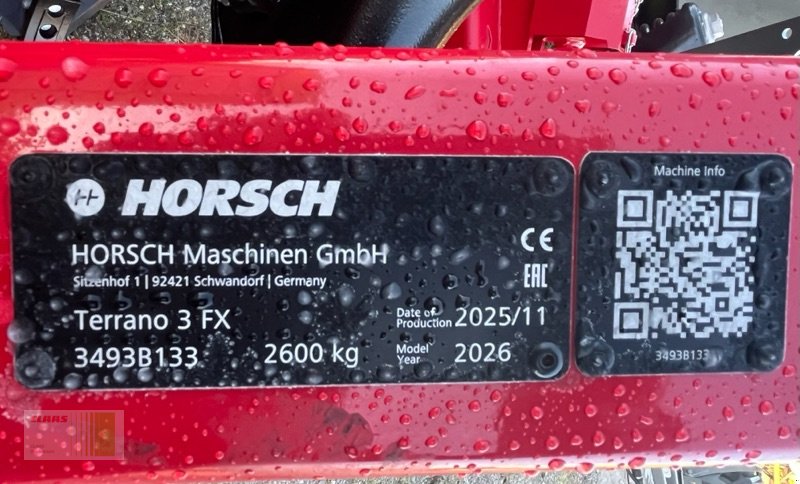 HORSCH
HORSCH Maschinen GmbH
Sitzenhof 1 | 92421 Schwandorf | Germany
CE
EAC
Terrano 3 FX
Date of Production 2025/11
3493B133 2600 kg
Model Year 2026
Machine Info
3493B133
CLAAS